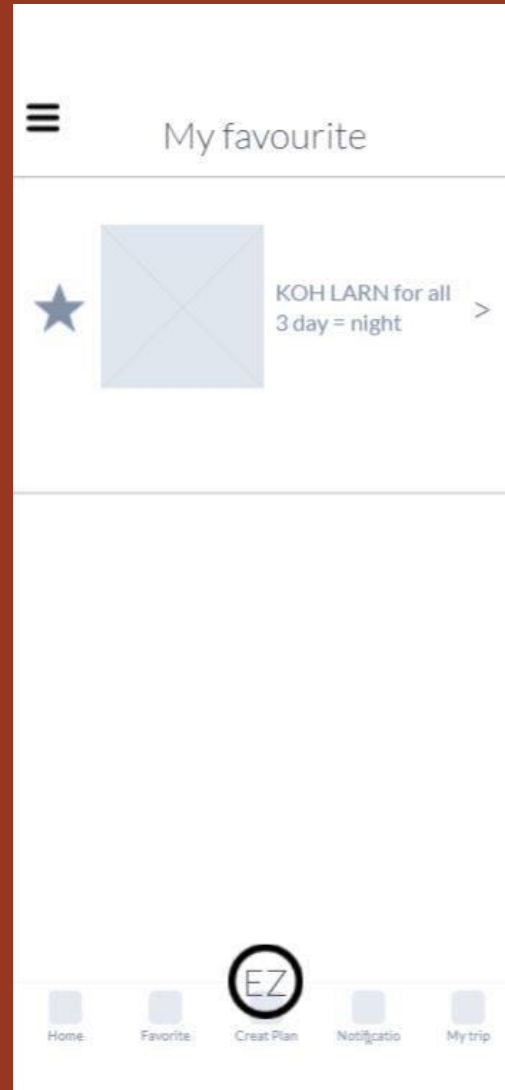 My favourite
KOH LARN for all
3 day = night
>
EZ
Home Favorite Creat Plan Notificatio My trip